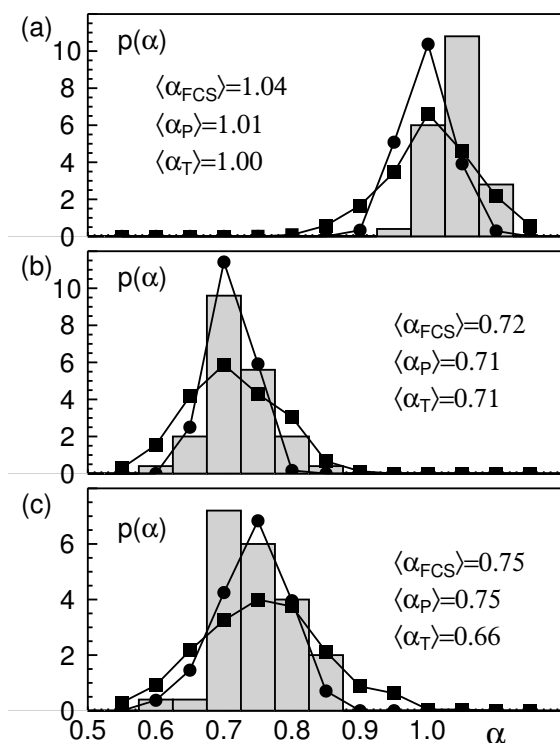 (a)
p(α)
⟨α_FCS⟩=1.04
⟨α_P⟩=1.01
⟨α_T⟩=1.00
10
8
6
4
2
0
(b)
p(α)
⟨α_FCS⟩=0.72
⟨α_P⟩=0.71
⟨α_T⟩=0.71
10
8
6
4
2
0
(c)
p(α)
⟨α_FCS⟩=0.75
⟨α_P⟩=0.75
⟨α_T⟩=0.66
6
4
2
0
0.5 0.6 0.7 0.8 0.9 1.0 α